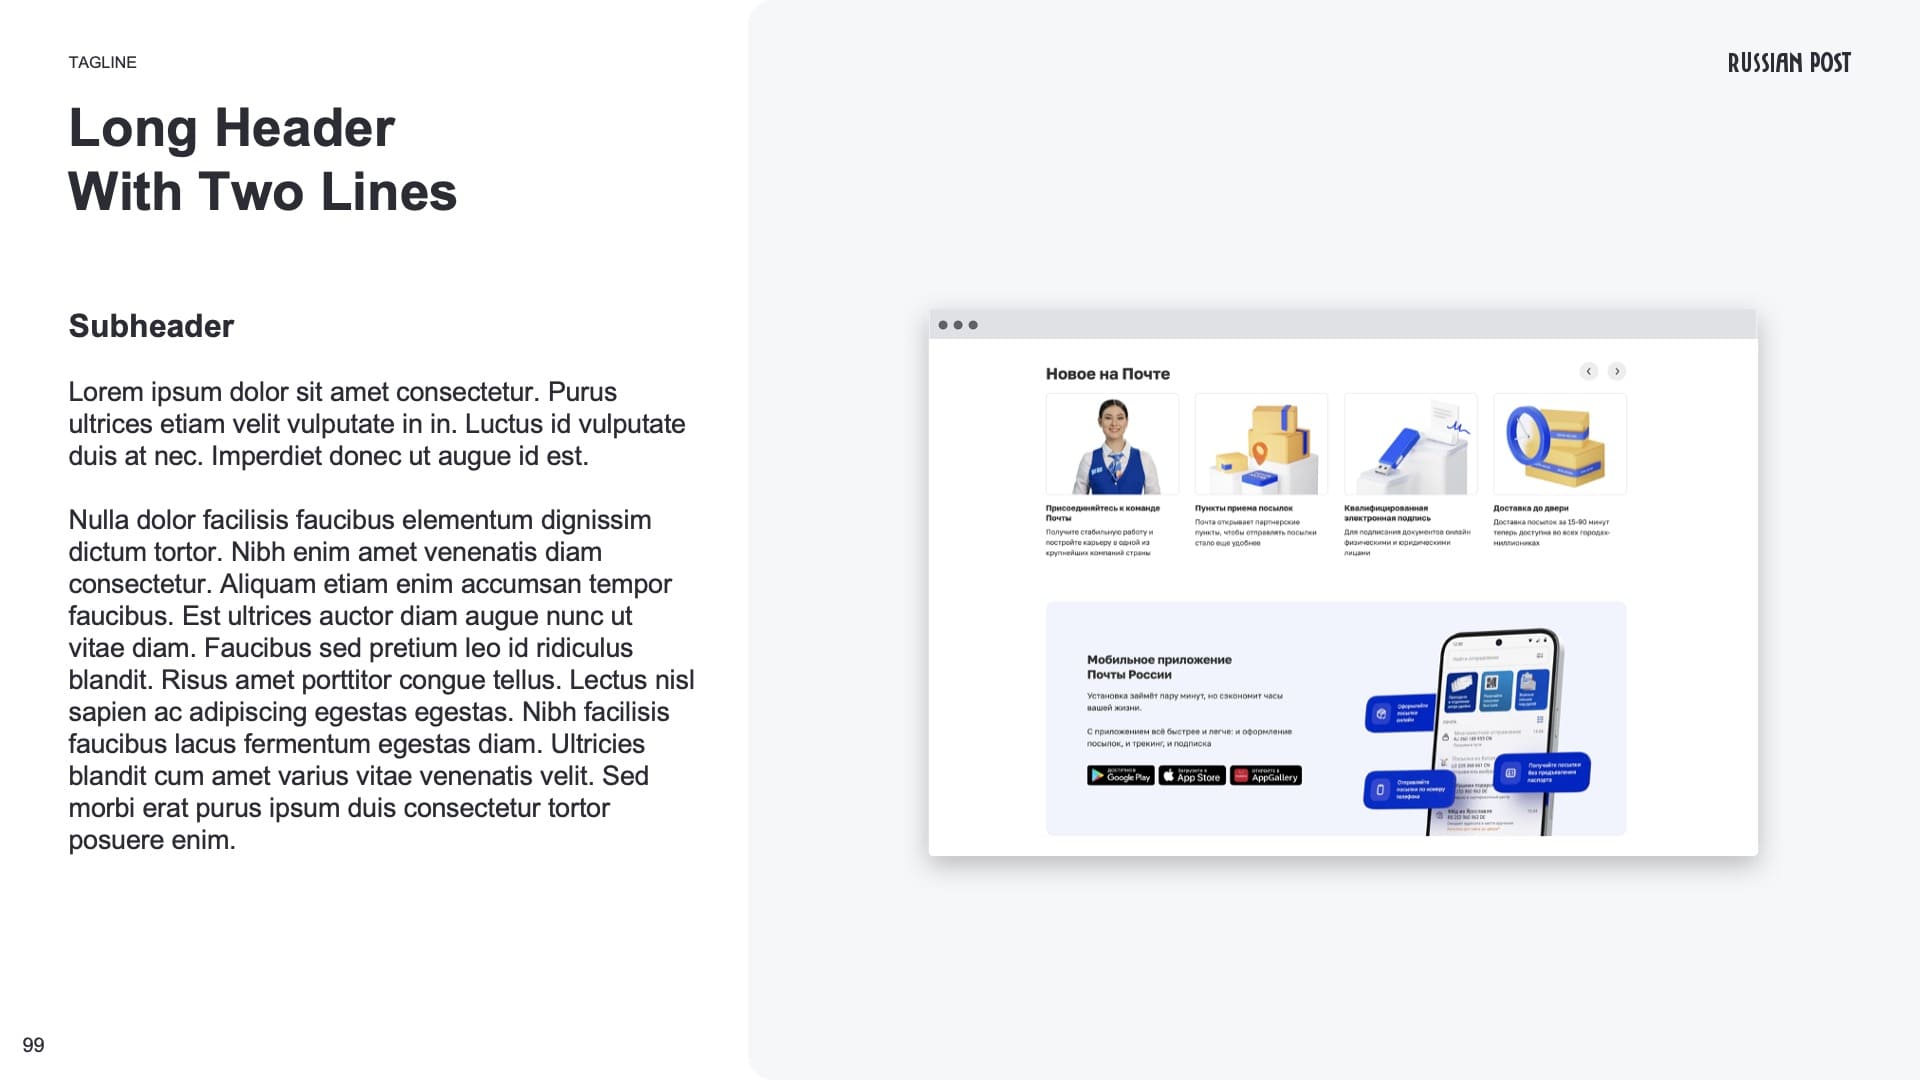 TAGLINE
RUSSIAN POST
Long Header
With Two Lines
Subheader
Lorem ipsum dolor sit amet consectetur. Purus
ultrices etiam velit vulputate in in. Luctus id vulputate
duis at nec. Imperdiet donec ut augue id est.
Nulla dolor facilisis faucibus elementum dignissim
dictum tortor. Nibh enim amet venenatis diam
consectetur. Aliquam etiam enim accumsan tempor
faucibus. Est ultrices auctor diam augue nunc ut
vitae diam. Faucibus sed pretium leo id ridiculus
blandit. Risus amet porttitor congue tellus. Lectus nisl
sapien ac adipiscing egestas egestas. Nibh facilisis
faucibus lacus fermentum egestas diam. Ultricies
blandit cum amet varius vitae venenatis velit. Sed
morbi erat purus ipsum duis consectetur tortor
posuere enim.
99
Новое на Почте
Присоединяйтесь к команде
Почты
Получите стабильную работу и
постройте карьеру в одной из
крупнейших компаний страны
Пункты приема посылок
Почта открывает партнерские
пункты, чтобы отправлять посылки
стало еще удобнее
Квалифицированная
электронная подпись
Для подписания документов онлайн
физическими и юридическими
лицами
Доставка до двери
Доставка посылок за 15-90 минут
теперь доступна во всех городах-
миллиониках
Мобильное приложение
Почты России
Установка займёт пару минут, но сэкономит часы
вашей жизни.
С приложением всё быстрее и легче: и оформление
посылок, и трекинг, и подписка
ДОСТУПНО В
Google Play
Загрузите в
App Store
ОТКРОЙТЕ В
AppGallery
Оформляйте
посылки
онлайн
Получайте посылки
без предъявления
паспорта
Отправляйте
посылки по номеру
телефона